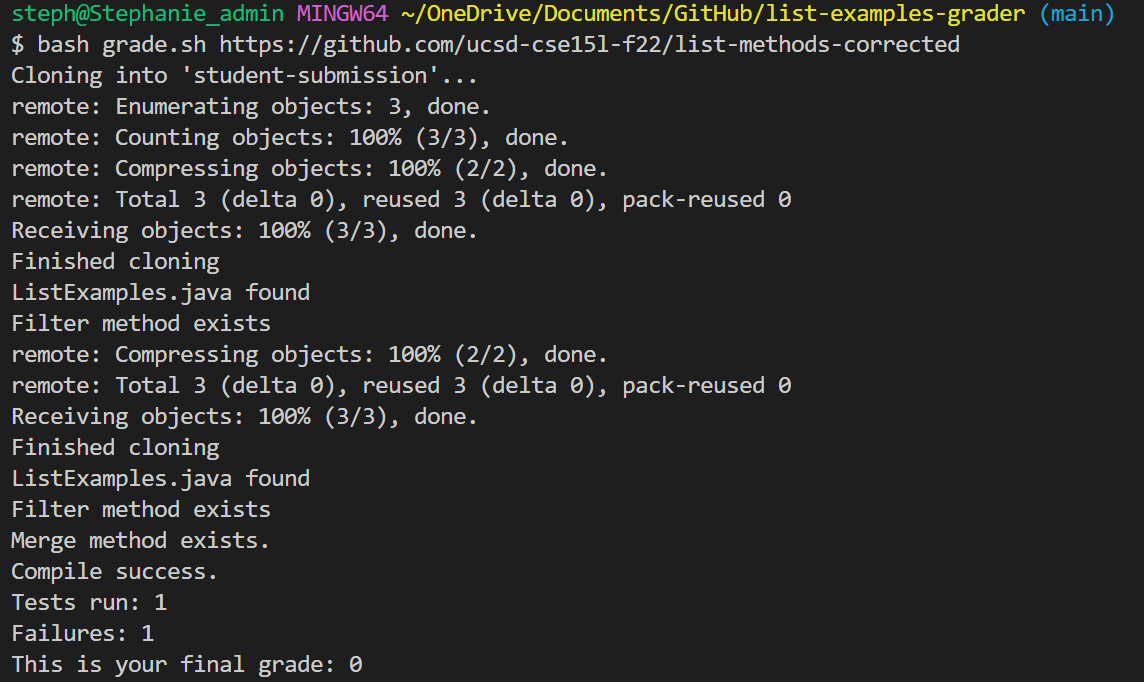 steph@Stephanie_admin MINGW64 ~/OneDrive/Documents/GitHub/list-examples-grader (main)
$ bash grade.sh https://github.com/ucsd-cse15l-f22/list-methods-corrected
Cloning into 'student-submission'...
remote: Enumerating objects: 3, done.
remote: Counting objects: 100% (3/3), done.
remote: Compressing objects: 100% (2/2), done.
remote: Total 3 (delta 0), reused 3 (delta 0), pack-reused 0
Receiving objects: 100% (3/3), done.
Finished cloning
ListExamples.java found
Filter method exists
remote: Compressing objects: 100% (2/2), done.
remote: Total 3 (delta 0), reused 3 (delta 0), pack-reused 0
Receiving objects: 100% (3/3), done.
Finished cloning
ListExamples.java found
Filter method exists
Merge method exists.
Compile success.
Tests run: 1
Failures: 1
This is your final grade: 0